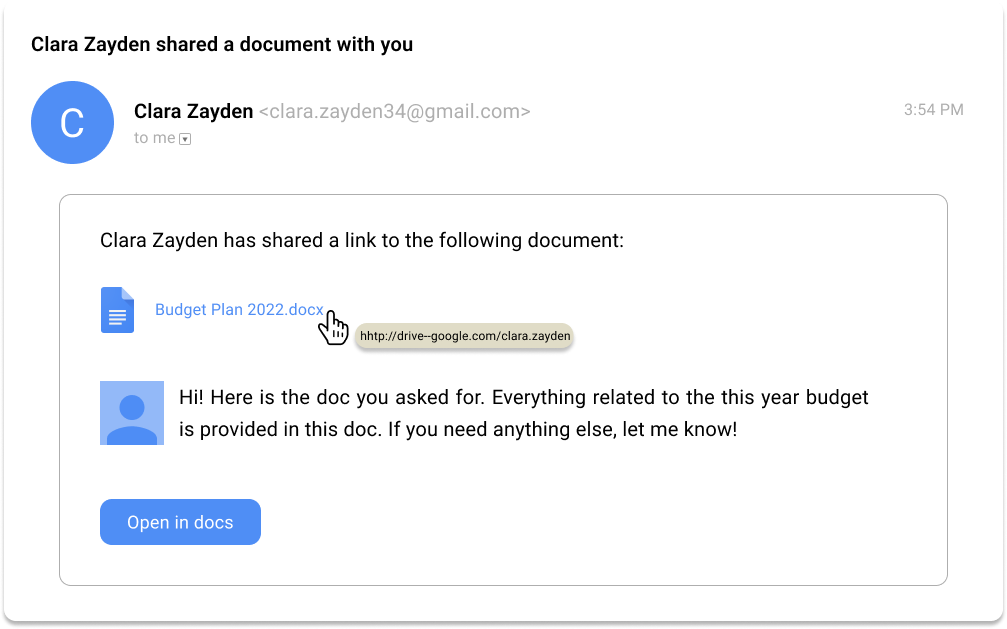 Clara Zayden shared a document with you
C
Clara Zayden <clara.zayden34@gmail.com>
3:54 PM
to me
Clara Zayden has shared a link to the following document:
Budget Plan 2022.docx
hhtp://drive--google.com/clara.zayden
Hi! Here is the doc you asked for. Everything related to the this year budget
is provided in this doc. If you need anything else, let me know!
Open in docs